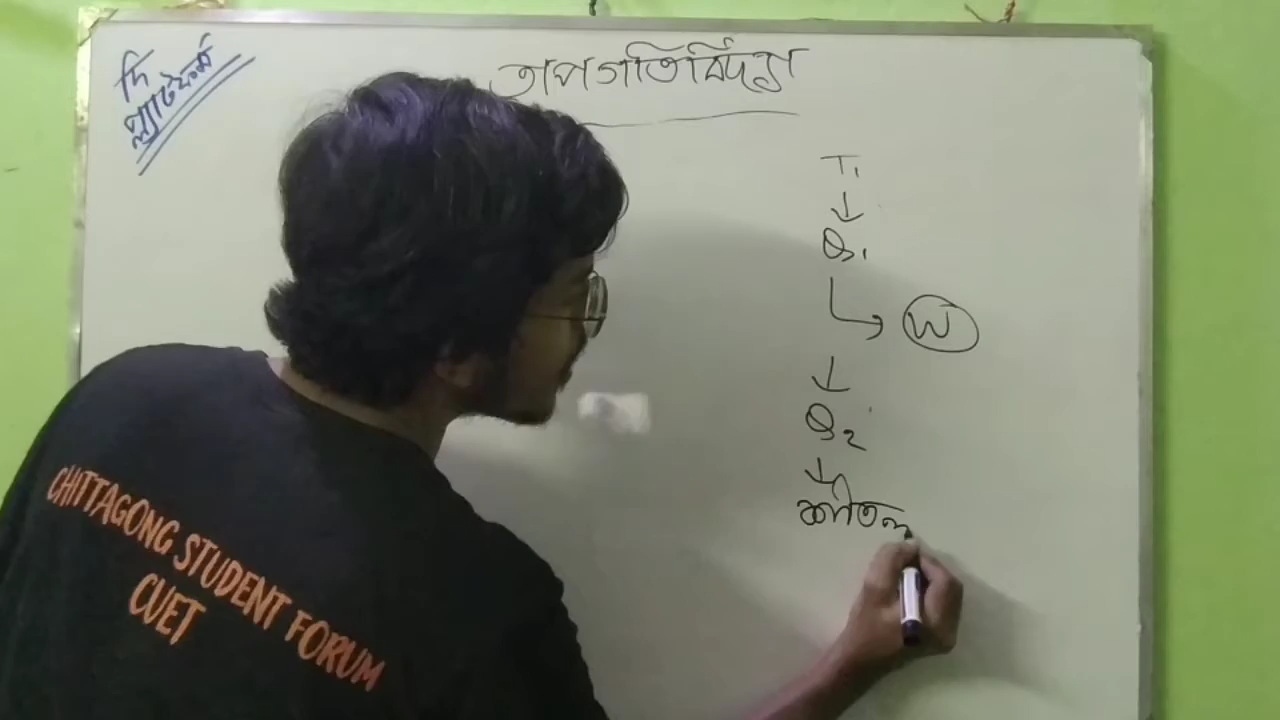 দি
প্ল্যাটফর্ম
তাপগতিবিদ্যা
T₁
↓
Q₁
↳ W
↓
Q₂
↓
শীতল
CHITTAGONG STUDENT FORUM
CUET